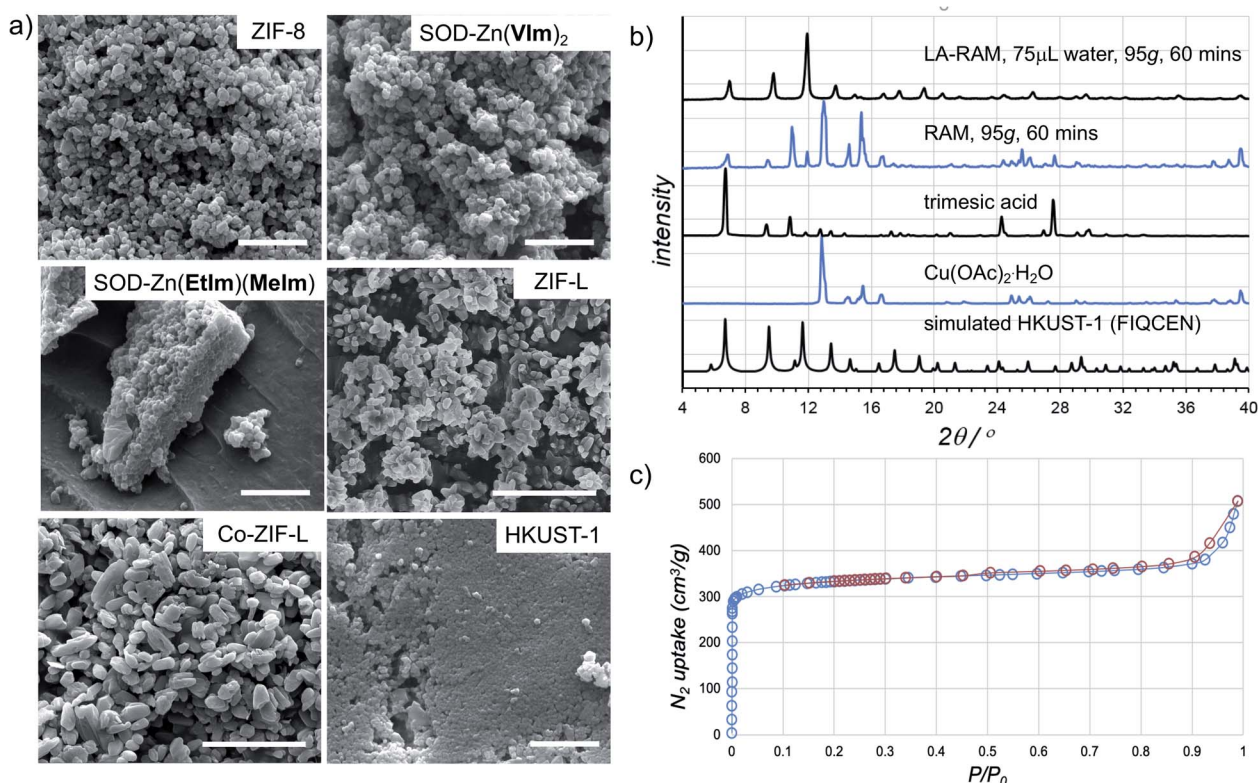 a)
ZIF-8
SOD-Zn(VIm)₂
SOD-Zn(EtIm)(MeIm)
ZIF-L
Co-ZIF-L
HKUST-1
b)
LA-RAM, 75μL water, 95g, 60 mins
RAM, 95g, 60 mins
trimesic acid
Cu(OAc)₂·H₂O
simulated HKUST-1 (FIQCEN)
intensity
4 8 12 16 20 24 28 32 36 40
2θ/°
c)
600
500
400
300
200
100
0
N₂ uptake (cm³/g)
0 0.1 0.2 0.3 0.4 0.5 0.6 0.7 0.8 0.9 1
P/P₀